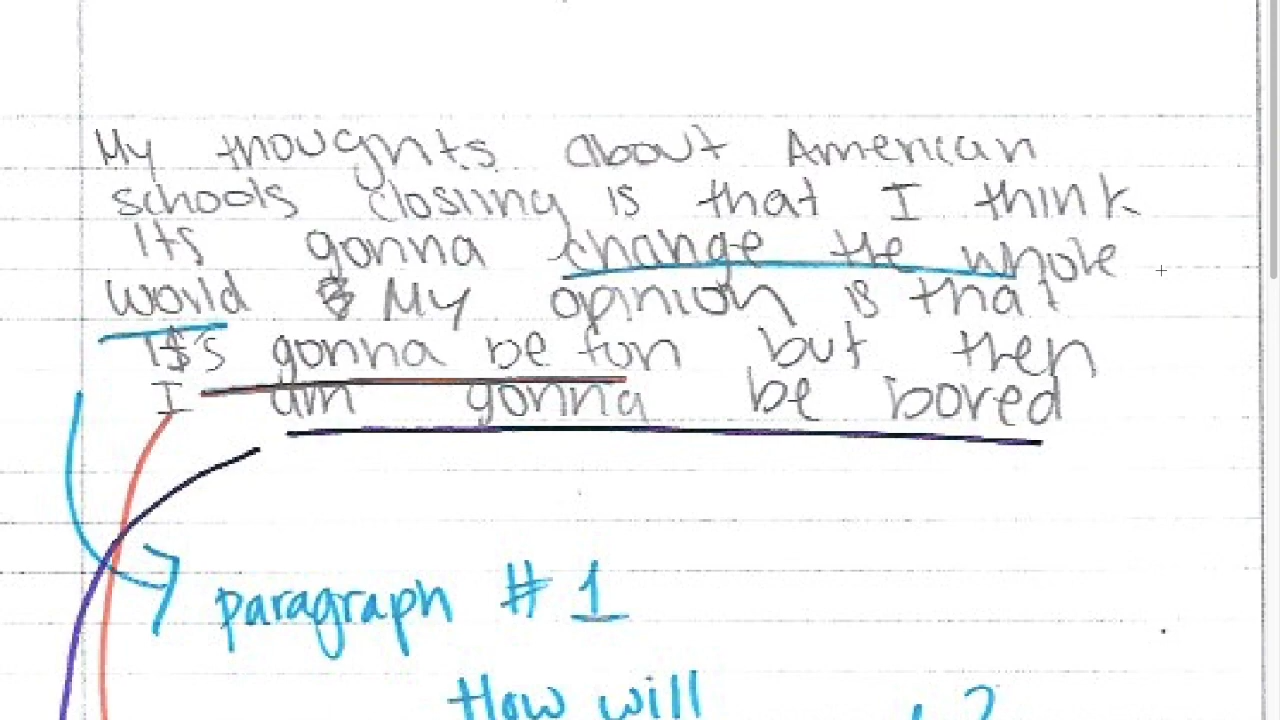 My thoughts about American
schools closing is that I think
Its gonna change the whole
world My opinion is that
It's gonna be fun but then
I am gonna be bored
paragraph #1
How will
?